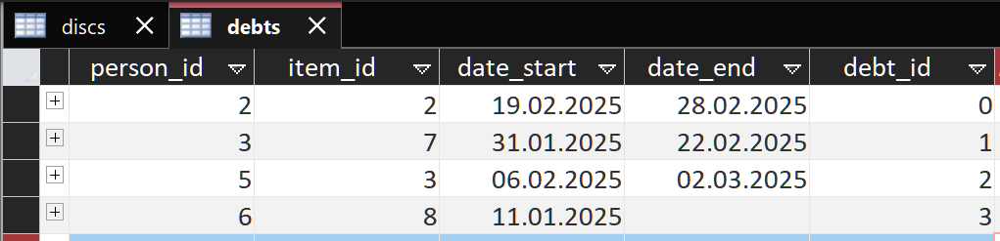 discs debts
person_id item_id date_start date_end debt_id
2 2 19.02.2025 28.02.2025 0
3 7 31.01.2025 22.02.2025 1
5 3 06.02.2025 02.03.2025 2
6 8 11.01.2025 3